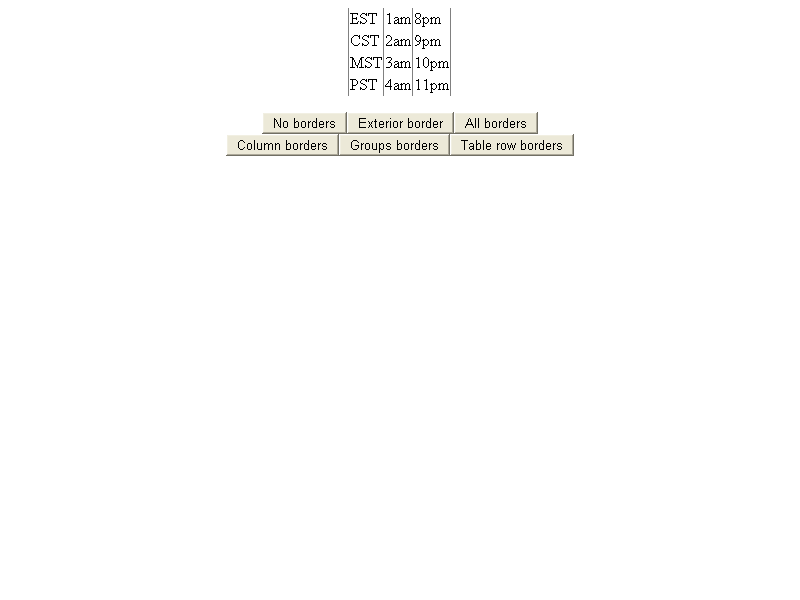 EST 1am 8pm
CST 2am 9pm
MST 3am 10pm
PST 4am 11pm
No borders Exterior border All borders
Column borders Groups borders Table row borders